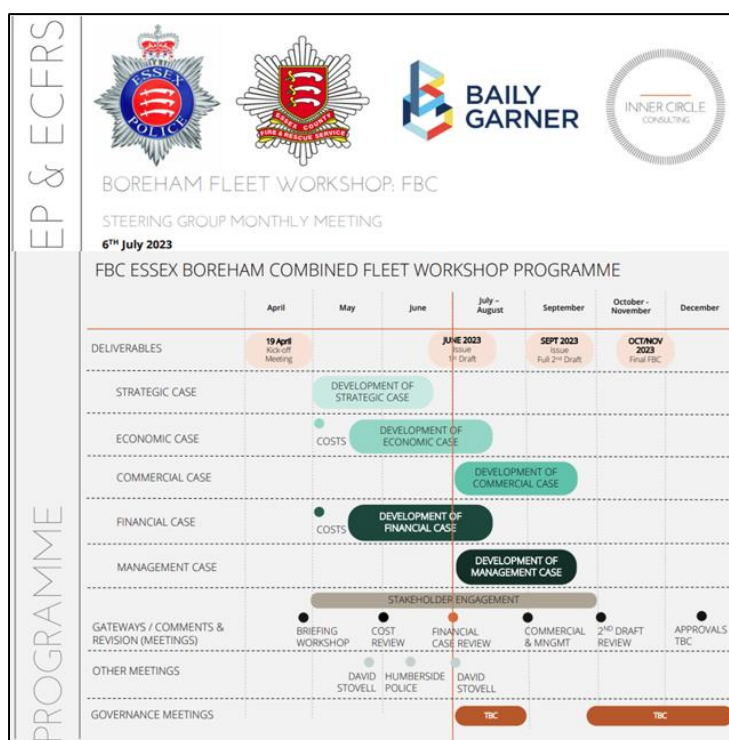 EP & ECFRS
ESSEX
POLICE
ESSEX COUNTY
FIRE & RESCUE SERVICE
BAILY
GARNER
INNER CIRCLE
CONSULTING
BOREHAM FLEET WORKSHOP: FBC
STEERING GROUP MONTHLY MEETING
6TH July 2023
PROGRAMME
FBC ESSEX BOREHAM COMBINED FLEET WORKSHOP PROGRAMME
April May June July – August September October - November December
DELIVERABLES
19 April
Kick-off
Meeting
JUNE 2023
Issue
1st Draft
SEPT 2023
Issue
Full 2nd Draft
OCT/NOV
2023
Final FBC
STRATEGIC CASE
DEVELOPMENT OF
STRATEGIC CASE
ECONOMIC CASE
COSTS
DEVELOPMENT OF
ECONOMIC CASE
COMMERCIAL CASE
DEVELOPMENT OF
COMMERCIAL CASE
FINANCIAL CASE
COSTS
DEVELOPMENT OF
FINANCIAL CASE
MANAGEMENT CASE
DEVELOPMENT OF
MANAGEMENT CASE
STAKEHOLDER ENGAGEMENT
GATEWAYS / COMMENTS &
REVISION (MEETINGS)
BRIEFING
WORKSHOP
COST
REVIEW
FINANCIAL
CASE REVIEW
COMMERCIAL
& MNGMT
2ND DRAFT
REVIEW
APPROVALS
TBC
OTHER MEETINGS
DAVID
STOVELL
HUMBERSIDE
POLICE
DAVID
STOVELL
GOVERNANCE MEETINGS
TBC
TBC